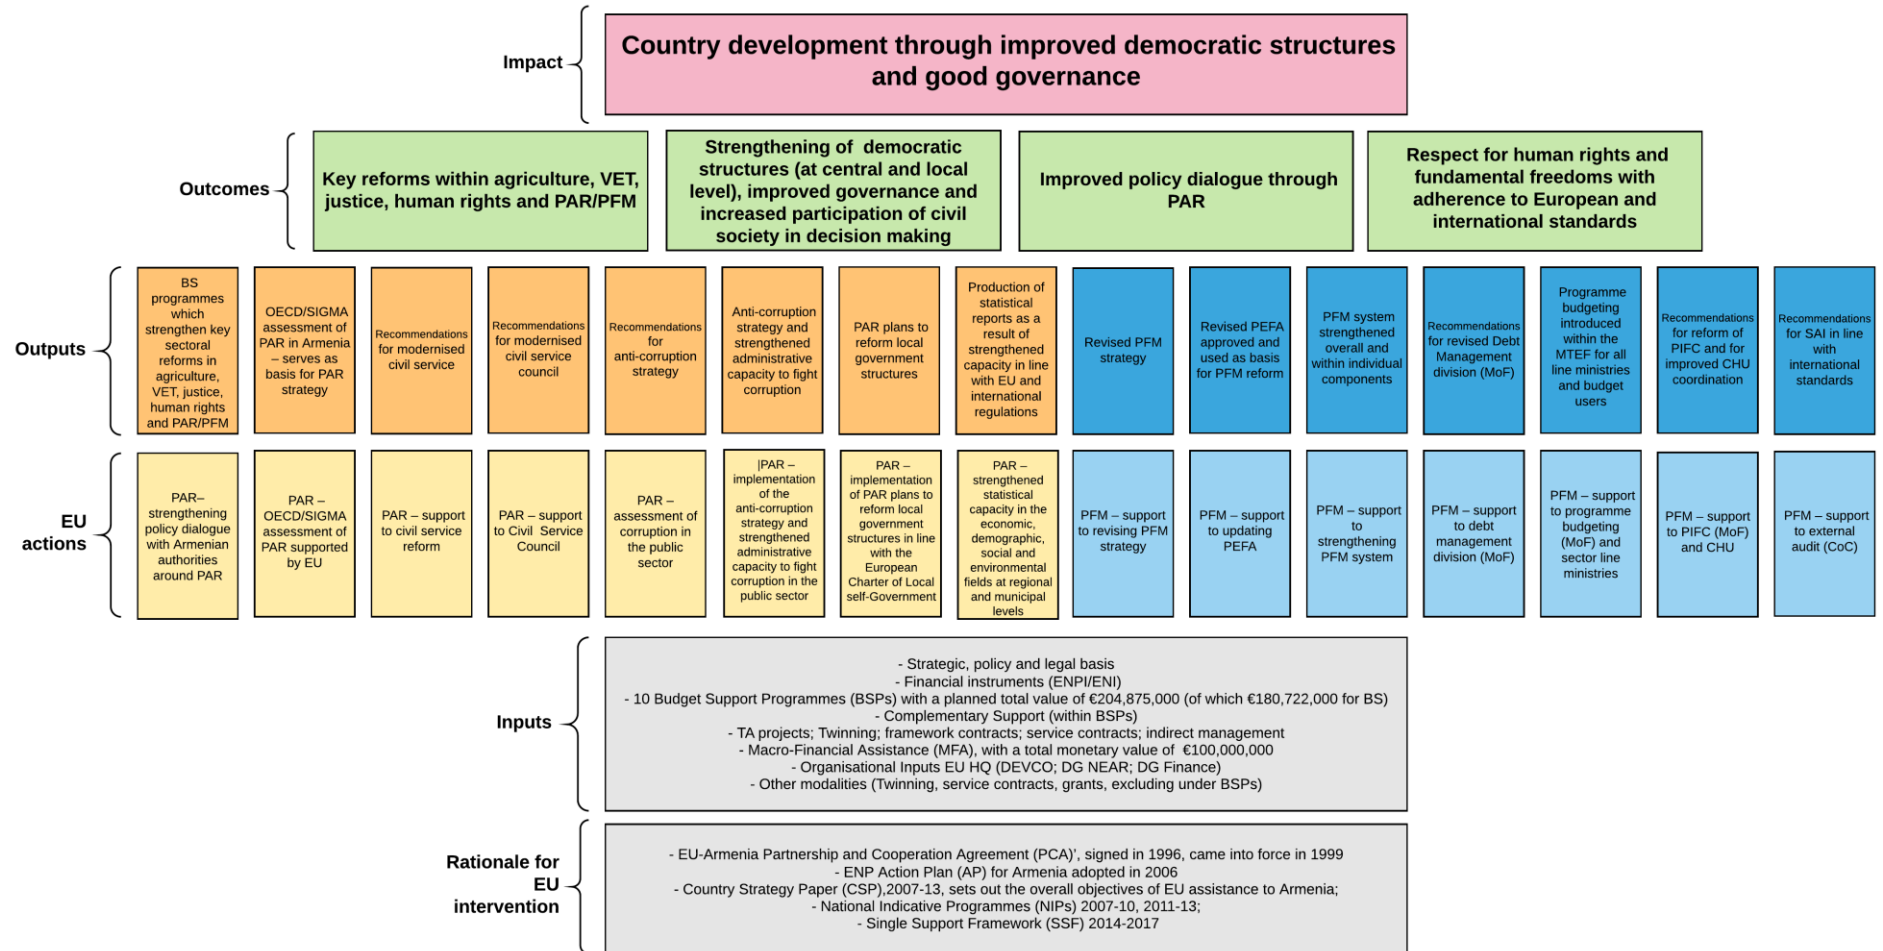 Impact
Country development through improved democratic structures
and good governance
Outcomes
Key reforms within agriculture, VET,
justice, human rights and PAR/PFM
Strengthening of democratic
structures (at central and local
level), improved governance and
increased participation of civil
society in decision making
Improved policy dialogue through
PAR
Respect for human rights and
fundamental freedoms with
adherence to European and
international standards
Outputs
BS
programmes
which
strengthen key
sectoral
reforms in
agriculture,
VET, justice,
human rights
and PAR/PFM
OECD/SIGMA
assessment of
PAR in Armenia
– serves as
basis for PAR
strategy
Recommendations
for modernised
civil service
Recommendations
for modernised
civil service
council
Recommendations
for
anti-corruption
strategy
Anti-corruption
strategy and
strengthened
administrative
capacity to fight
corruption
PAR plans to
reform local
government
structures
Production of
statistical
reports as a
result of
strengthened
capacity in line
with EU and
international
regulations
Revised PFM
strategy
Revised PEFA
approved and
used as basis
for PFM reform
PFM system
strengthened
overall and
within individual
components
Recommendations
for revised Debt
Management
division (MoF)
Programme
budgeting
introduced
within the
MTEF for all
line ministries
and budget
users
Recommendations
for reform of
PIFC and for
improved CHU
coordination
Recommendations
for SAI in line
with
international
standards
EU
actions
PAR–
strengthening
policy dialogue
with Armenian
authorities
around PAR
PAR –
OECD/SIGMA
assessment of
PAR supported
by EU
PAR – support
to civil service
reform
PAR – support
to Civil Service
Council
PAR –
assessment of
corruption in
the public
sector
|PAR –
implementation
of the
anti-corruption
strategy and
strengthened
administrative
capacity to fight
corruption in the
public sector
PAR –
implementation
of PAR plans to
reform local
government
structures in line
with the
European
Charter of Local
self-Government
PAR –
strengthened
statistical
capacity in the
economic,
demographic,
social and
environmental
fields at regional
and municipal
levels
PFM – support
to revising PFM
strategy
PFM – support
to updating
PEFA
PFM – support
to
strengthening
PFM system
PFM – support
to debt
management
division (MoF)
PFM – support
to programme
budgeting
(MoF) and
sector line
ministries
PFM – support
to PIFC (MoF)
and CHU
PFM – support
to external
audit (CoC)
Inputs
- Strategic, policy and legal basis
- Financial instruments (ENPI/ENI)
- 10 Budget Support Programmes (BSPs) with a planned total value of €204,875,000 (of which €180,722,000 for BS)
- Complementary Support (within BSPs)
- TA projects; Twinning; framework contracts; service contracts; indirect management
- Macro-Financial Assistance (MFA), with a total monetary value of €100,000,000
- Organisational Inputs EU HQ (DEVCO; DG NEAR; DG Finance)
- Other modalities (Twinning, service contracts, grants, excluding under BSPs)
Rationale for
EU
intervention
- EU-Armenia Partnership and Cooperation Agreement (PCA)', signed in 1996, came into force in 1999
- ENP Action Plan (AP) for Armenia adopted in 2006
- Country Strategy Paper (CSP),2007-13, sets out the overall objectives of EU assistance to Armenia;
- National Indicative Programmes (NIPs) 2007-10, 2011-13;
- Single Support Framework (SSF) 2014-2017